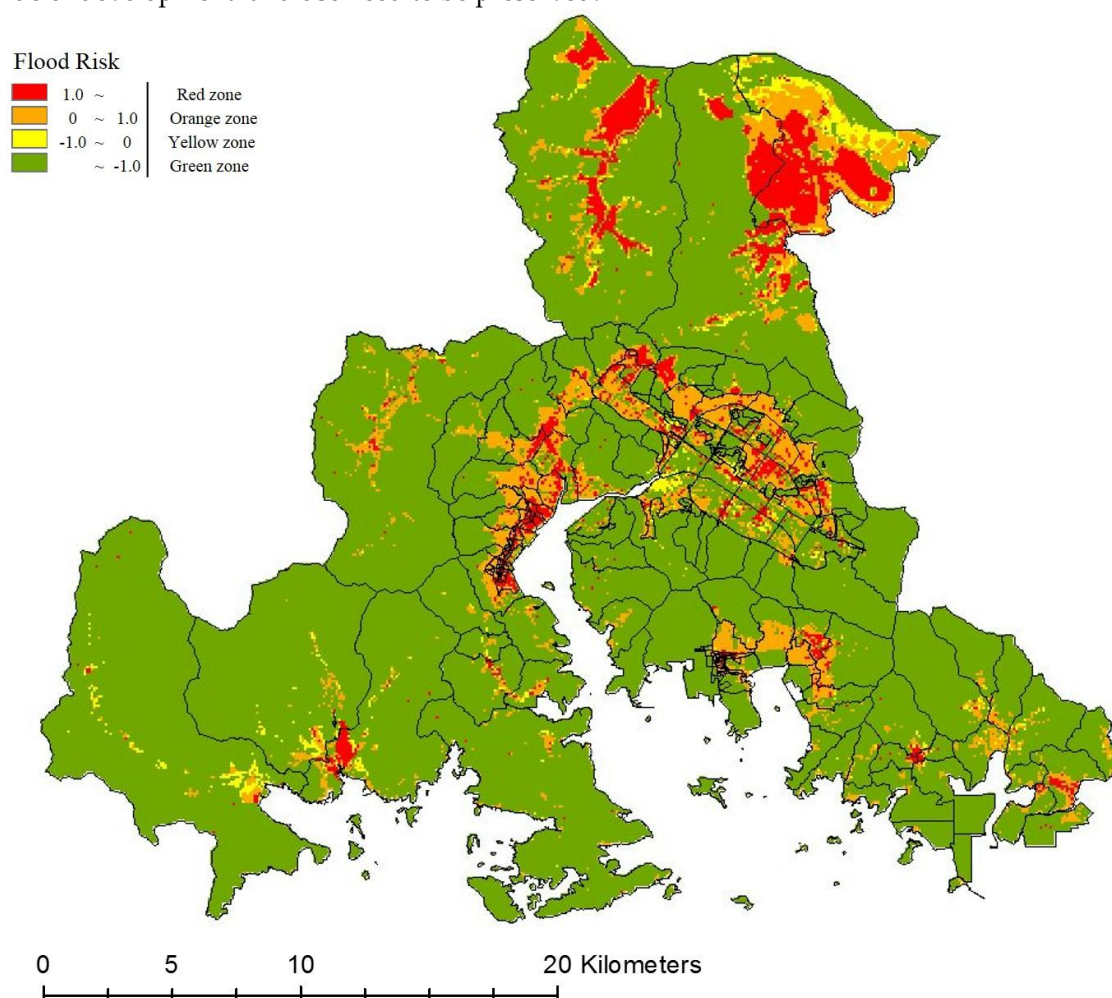 Flood Risk
1.0 ~ Red zone
0 ~ 1.0 Orange zone
-1.0 ~ 0 Yellow zone
~ -1.0 Green zone
0 5 10 20 Kilometers